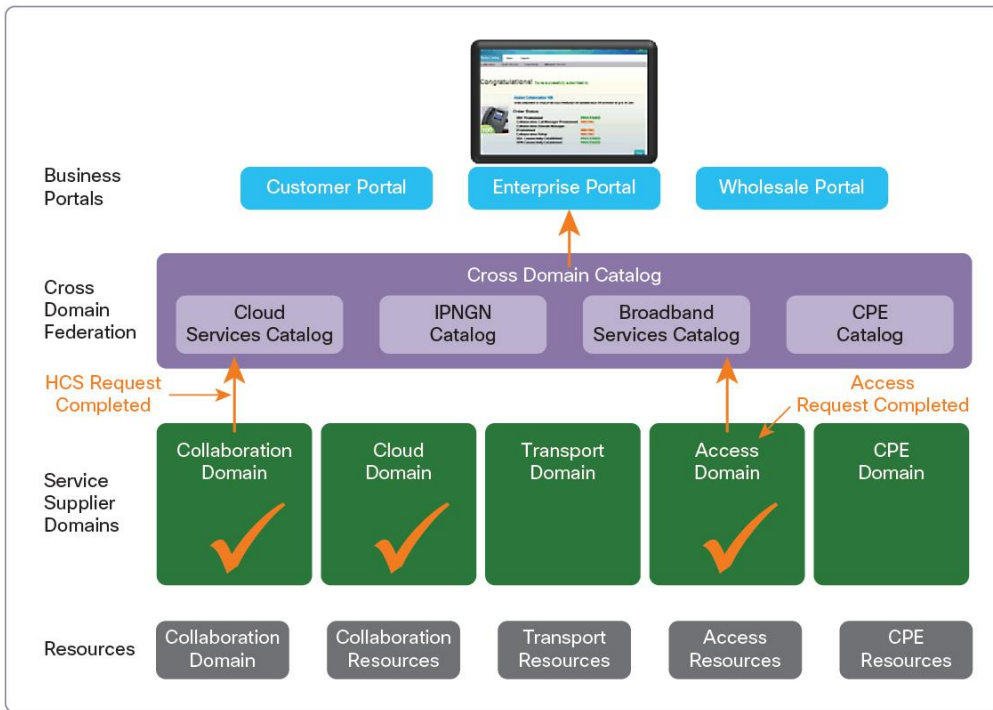 Congratulations!
Order Status
Business
Portals
Customer Portal
Enterprise Portal
Wholesale Portal
Cross
Domain
Federation
Cross Domain Catalog
Cloud
Services Catalog
IPNGN
Catalog
Broadband
Services Catalog
CPE
Catalog
HCS Request
Completed
Access
Request Completed
Service
Supplier
Domains
Collaboration
Domain
Cloud
Domain
Transport
Domain
Access
Domain
CPE
Domain
Resources
Collaboration
Domain
Collaboration
Resources
Transport
Resources
Access
Resources
CPE
Resources